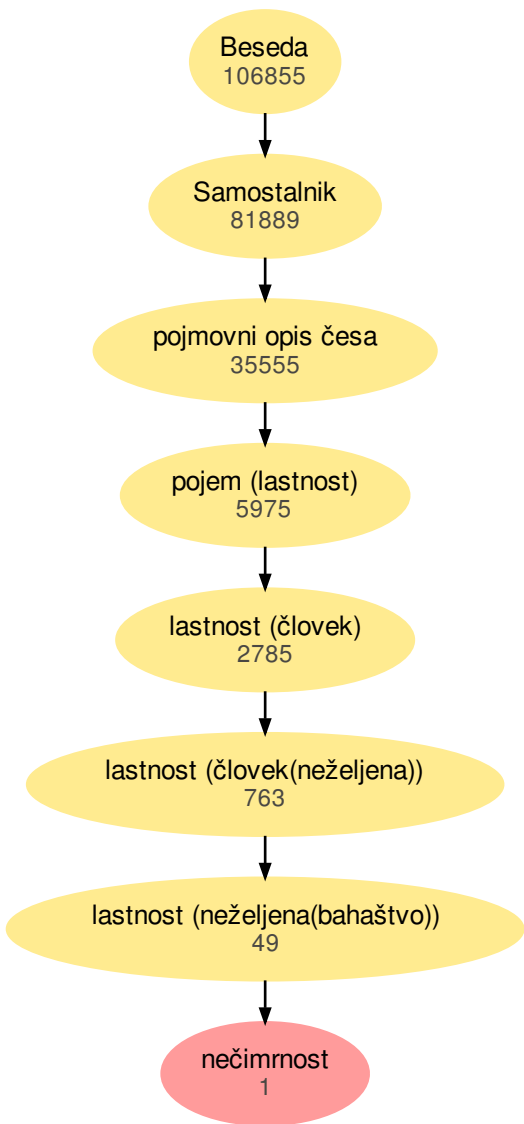 Beseda
106855
Samostalnik
81889
pojmovni opis česa
35555
pojem (lastnost)
5975
lastnost (človek)
2785
lastnost (človek(neželjena))
763
lastnost (neželjena(bahaštvo))
49
nečimrnost
1